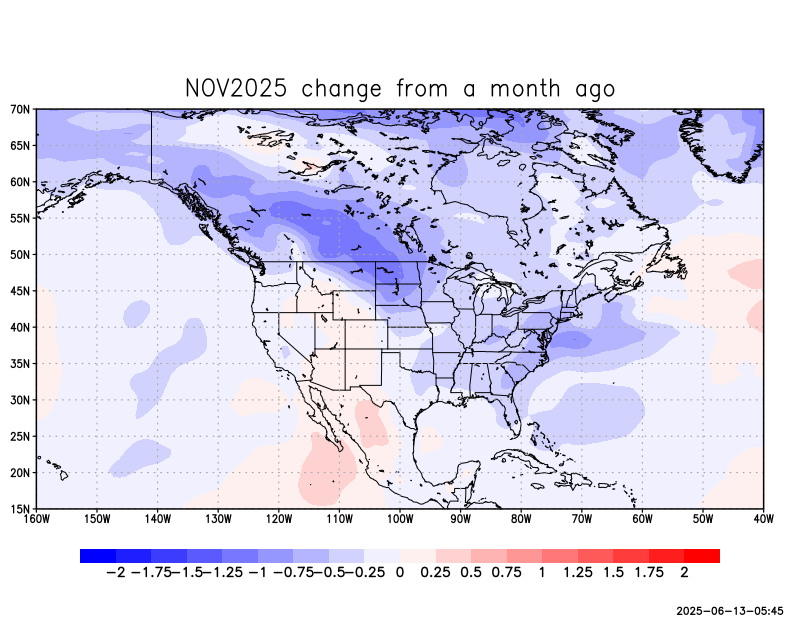 NOV2025 change from a month ago
70N
65N
60N
55N
50N
45N
40N
35N
30N
25N
20N
15N
160W 150W 140W 130W 120W 110W 100W 90W 80W 70W 60W 50W 40W
−2 −1.75 −1.5 −1.25 −1 −0.75 −0.5 −0.25 0 0.25 0.5 0.75 1 1.25 1.5 1.75 2
2025-06-13-05:45